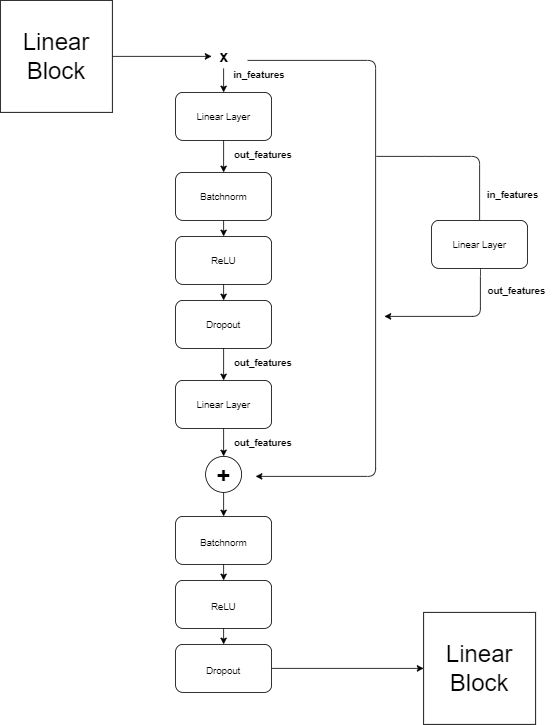 Linear
Block
x
in_features
Linear Layer
out_features
Batchnorm
in_features
Linear Layer
ReLU
out_features
Dropout
out_features
Linear Layer
out_features
+
Batchnorm
ReLU
Dropout
Linear
Block